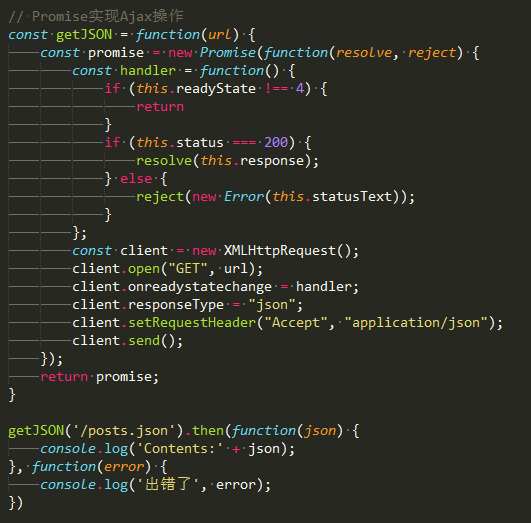 // Promise实现Ajax操作
const getJSON = function(url) {
    const promise = new Promise(function(resolve, reject) {
        const handler = function() {
            if (this.readyState !== 4) {
                return
            }
            if (this.status === 200) {
                resolve(this.response);
            } else {
                reject(new Error(this.statusText));
            }
        };
        const client = new XMLHttpRequest();
        client.open("GET", url);
        client.onreadystatechange = handler;
        client.responseType = "json";
        client.setRequestHeader("Accept", "application/json");
        client.send();
    });
    return promise;
}

getJSON('/posts.json').then(function(json) {
    console.log('Contents:' + json);
}, function(error) {
    console.log('出错了', error);
})